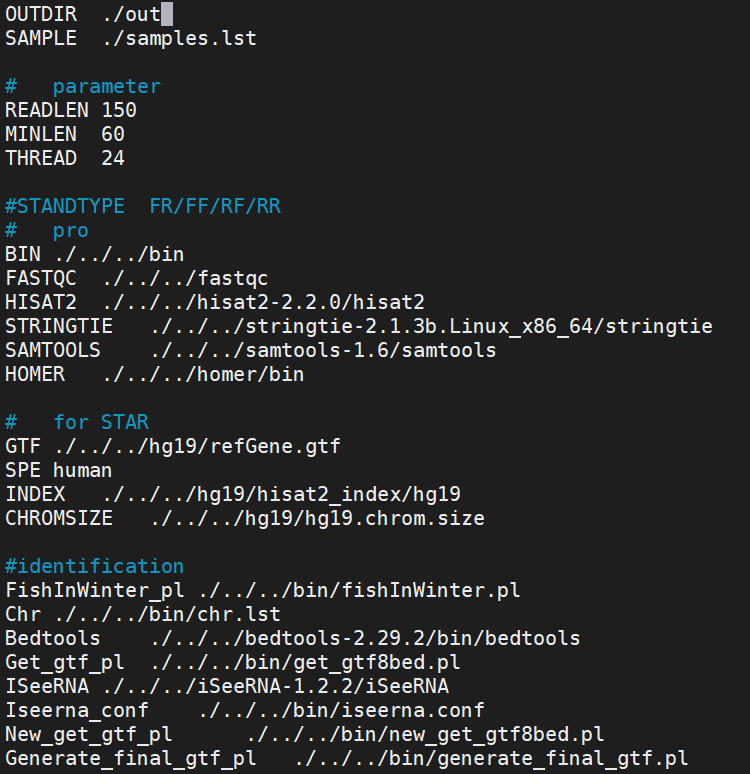 OUTDIR ./out
SAMPLE ./samples.lst
# parameter
READLEN 150
MINLEN 60
THREAD 24
#STANDTYPE FR/FF/RF/RR
# pro
BIN ./../../bin
FASTQC ./../../fastqc
HISAT2 ./../../hisat2-2.2.0/hisat2
STRINGTIE ./../../stringtie-2.1.3b.Linux_x86_64/stringtie
SAMTOOLS ./../../samtools-1.6/samtools
HOMER ./../../homer/bin
# for STAR
GTF ./../../hg19/refGene.gtf
SPE human
INDEX ./../../hg19/hisat2_index/hg19
CHROMSIZE ./../../hg19/hg19.chrom.size
#identification
FishInWinter_pl ./../../bin/fishInWinter.pl
Chr ./../../bin/chr.lst
Bedtools ./../../bedtools-2.29.2/bin/bedtools
Get_gtf_pl ./../../bin/get_gtf8bed.pl
ISeeRNA ./../../iSeeRNA-1.2.2/iSeeRNA
Iseerna_conf ./../../bin/iseerna.conf
New_get_gtf_pl ./../../bin/new_get_gtf8bed.pl
Generate_final_gtf_pl ./../../bin/generate_final_gtf.pl